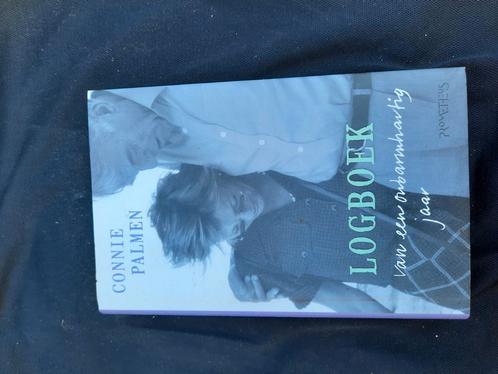 CONNIE
PALMEN
LOGBOEK
van een onbarmhartig
jaar
PROMETHEUS